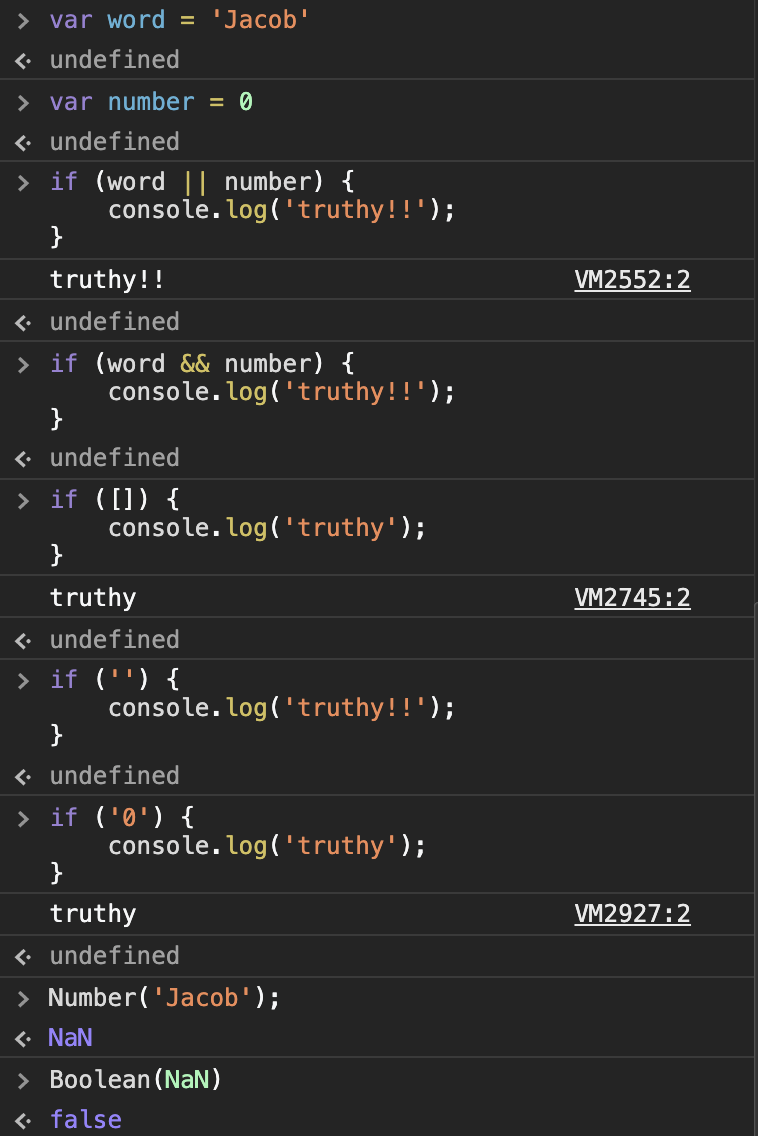 > var word = 'Jacob'
<· undefined
> var number = 0
<· undefined
> if (word || number) {
console.log('truthy!!');
}
truthy!! VM2552:2
<· undefined
> if (word && number) {
console.log('truthy!!');
}
<· undefined
> if ([]) {
console.log('truthy');
}
truthy VM2745:2
<· undefined
> if ('') {
console.log('truthy!!');
}
<· undefined
> if ('0') {
console.log('truthy');
}
truthy VM2927:2
<· undefined
> Number('Jacob');
<· NaN
> Boolean(NaN)
<· false